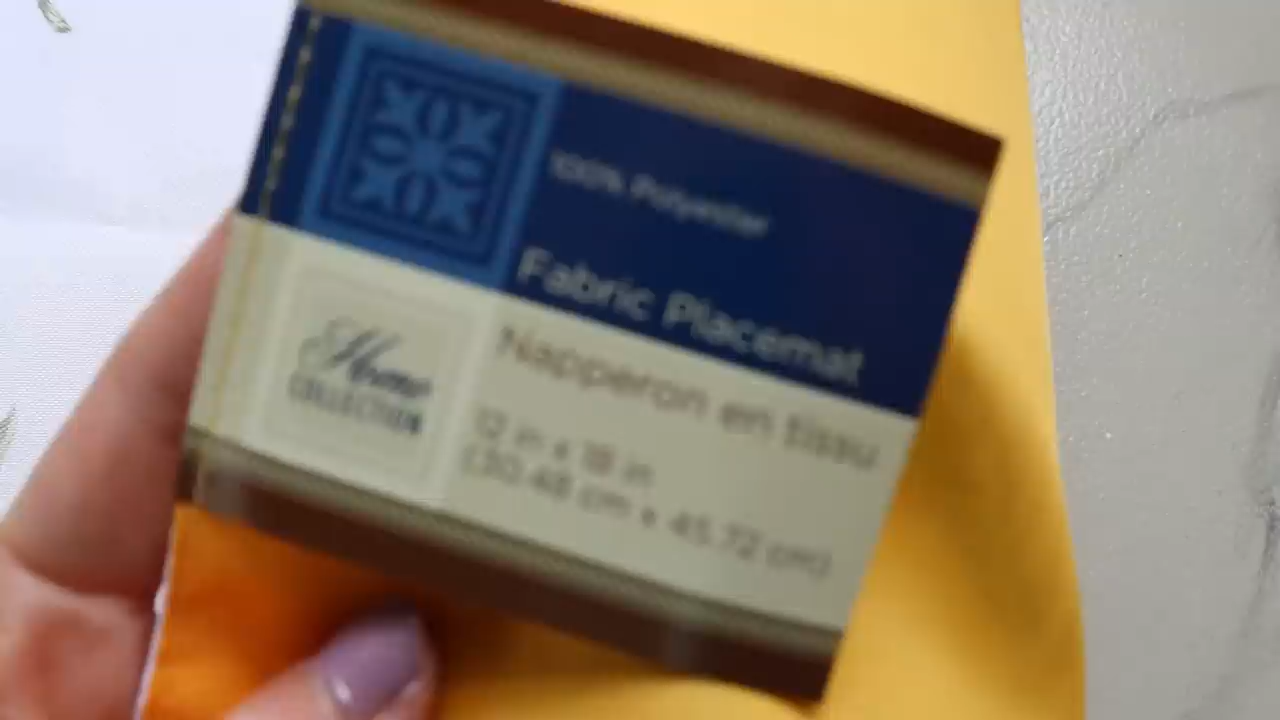 100% Polyester
Fabric Placemat
Napperon en tissu
Home
COLLECTION
12 in x 18 in
(30.48 cm x 45.72 cm)